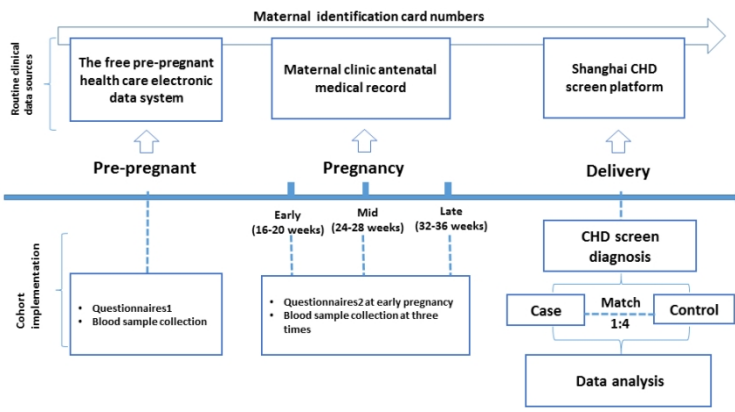 Maternal identification card numbers
Routine clinical
data sources
The free pre-pregnant
health care electronic
data system
Maternal clinic antenatal
medical record
Shanghai CHD
screen platform
Pre-pregnant
Pregnancy
Delivery
Early
(16-20 weeks)
Mid
(24-28 weeks)
Late
(32-36 weeks)
Cohort
implementation
• Questionnaires1
• Blood sample collection
• Questionnaires2 at early pregnancy
• Blood sample collection at three
times
CHD screen
diagnosis
Case
Match
1:4
Control
Data analysis